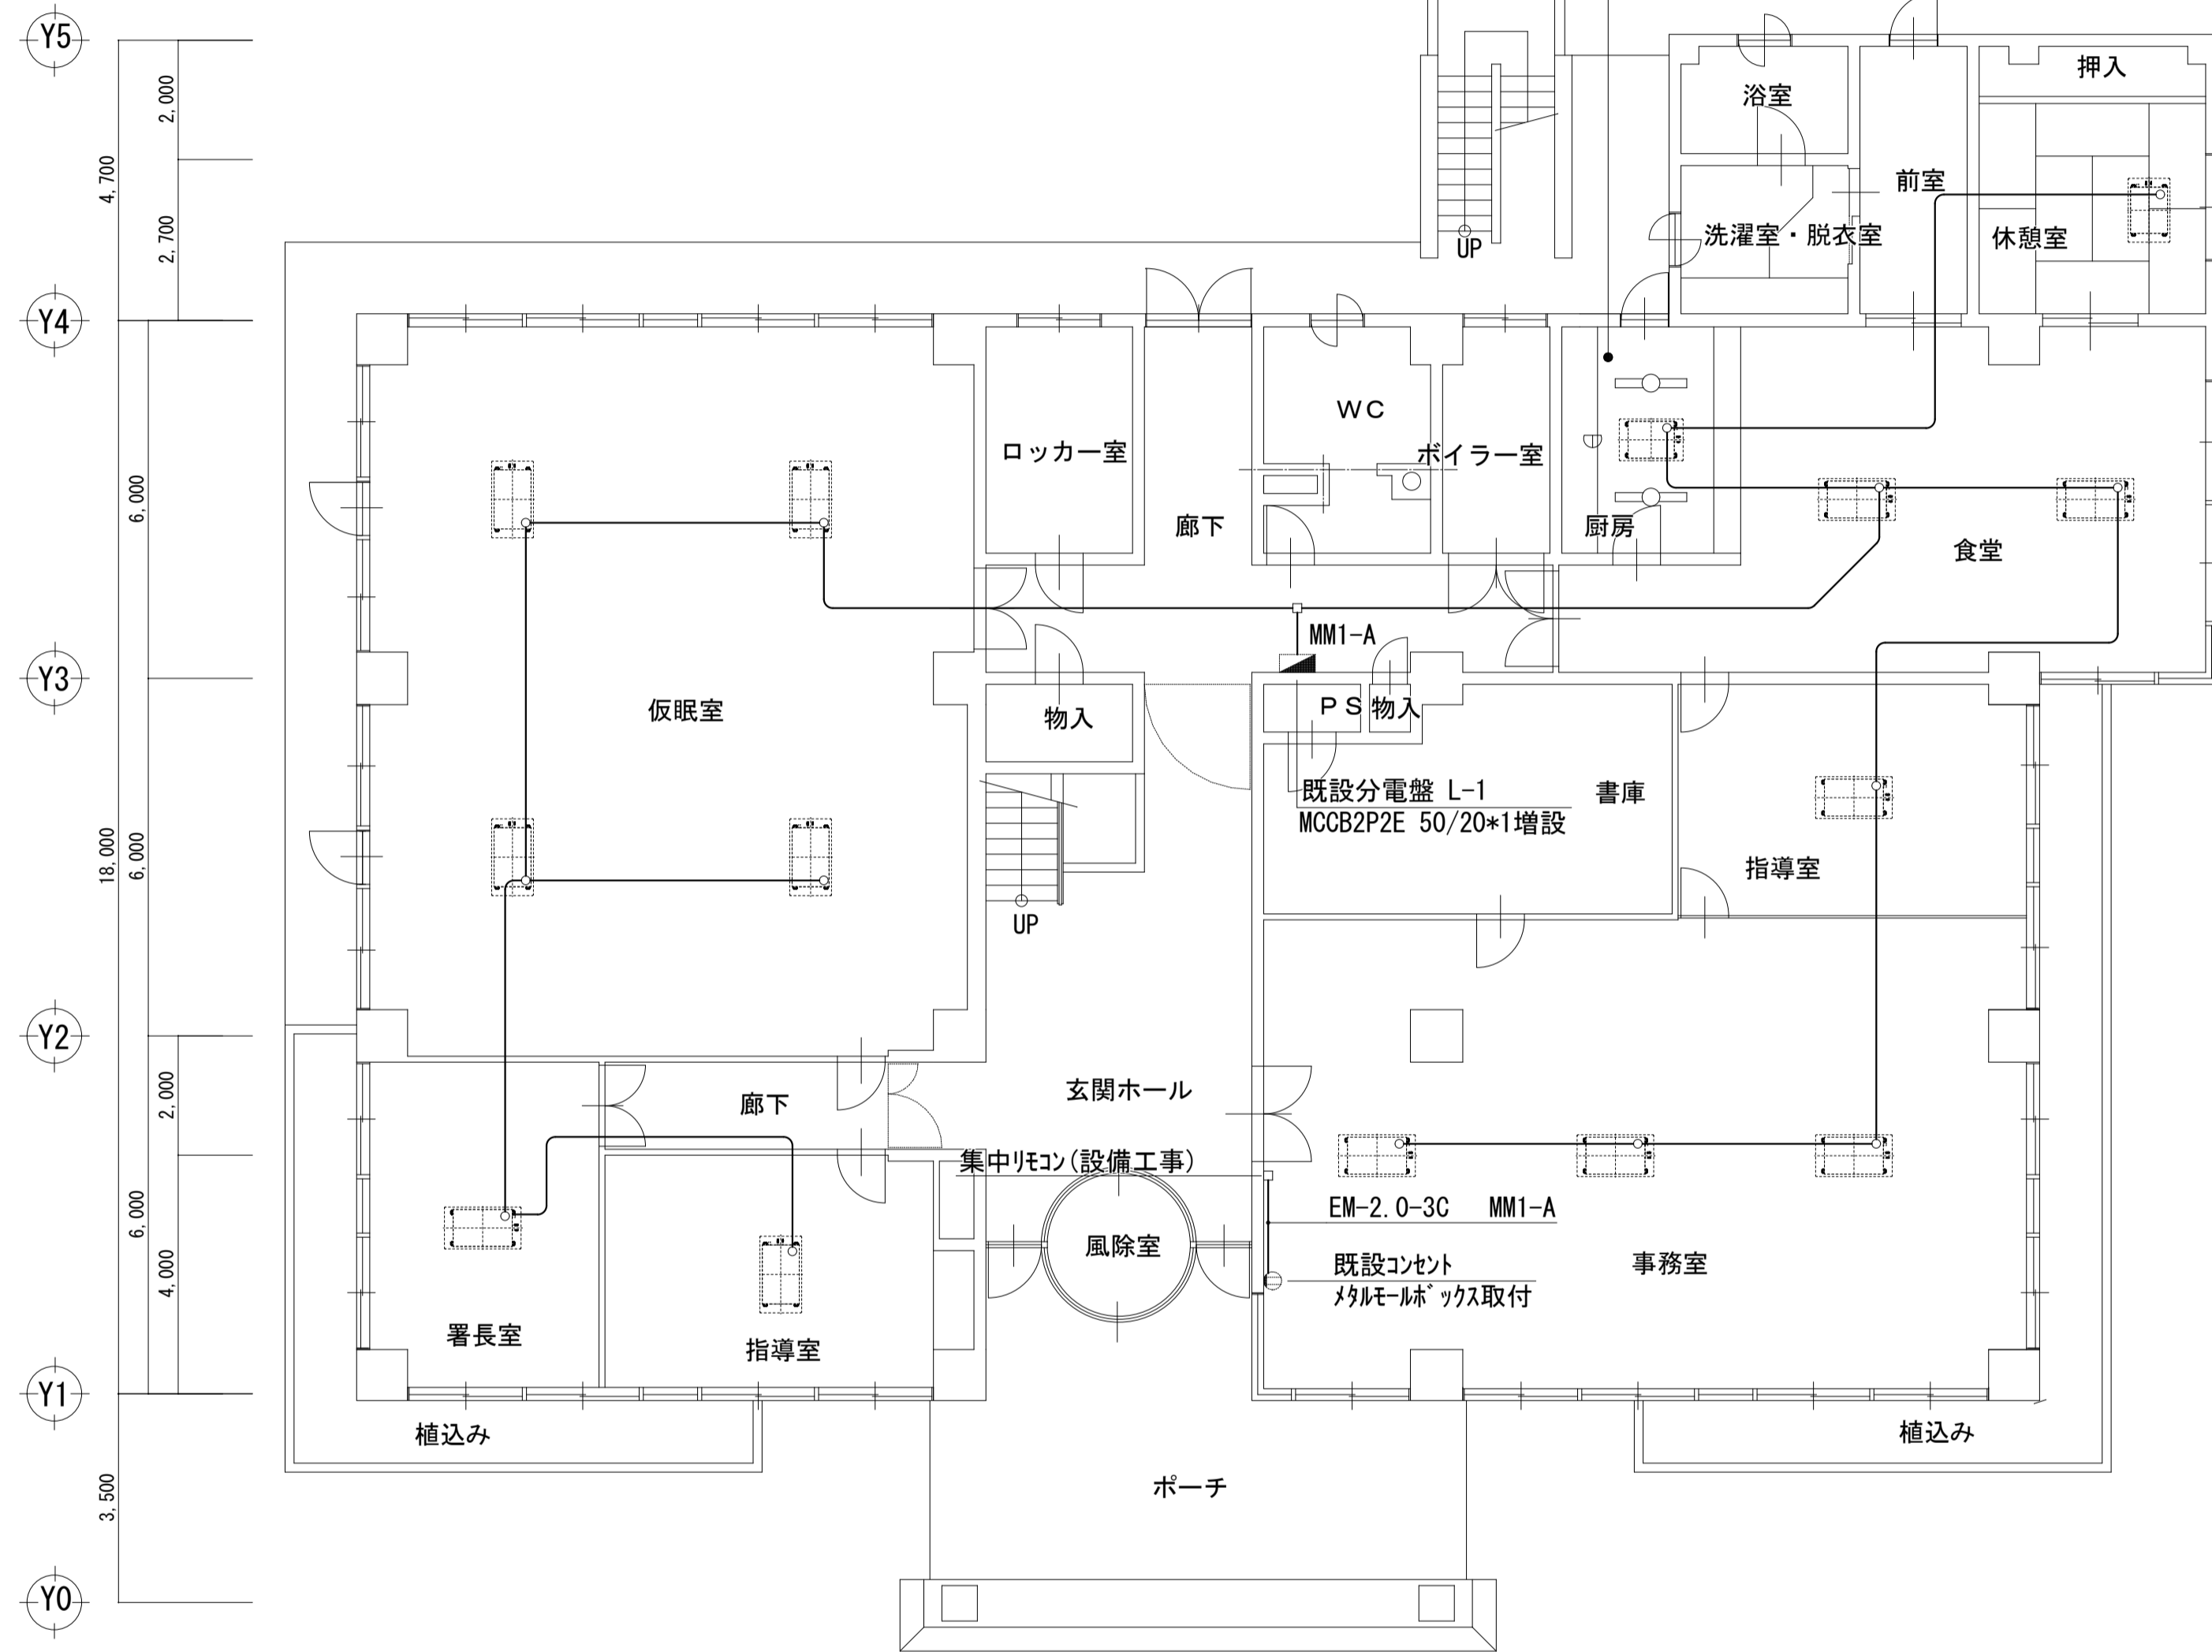 Y5
2,000
4,700
2,700
Y4
6,000
Y3
18,000
6,000
Y2
2,000
6,000
4,000
Y1
3,500
Y0
浴室
押入
前室
洗濯室・脱衣室
休憩室
UP
ロッカー室
WC
ボイラー室
廊下
厨房
食堂
MM1-A
仮眠室
物入
PS
物入
既設分電盤 L-1
MCCB2P2E 50/20*1増設
書庫
指導室
UP
玄関ホール
廊下
集中リモコン(設備工事)
EM-2.0-3C MM1-A
風除室
既設コンセント
メタルモールボックス取付
事務室
署長室
指導室
植込み
植込み
ポーチ